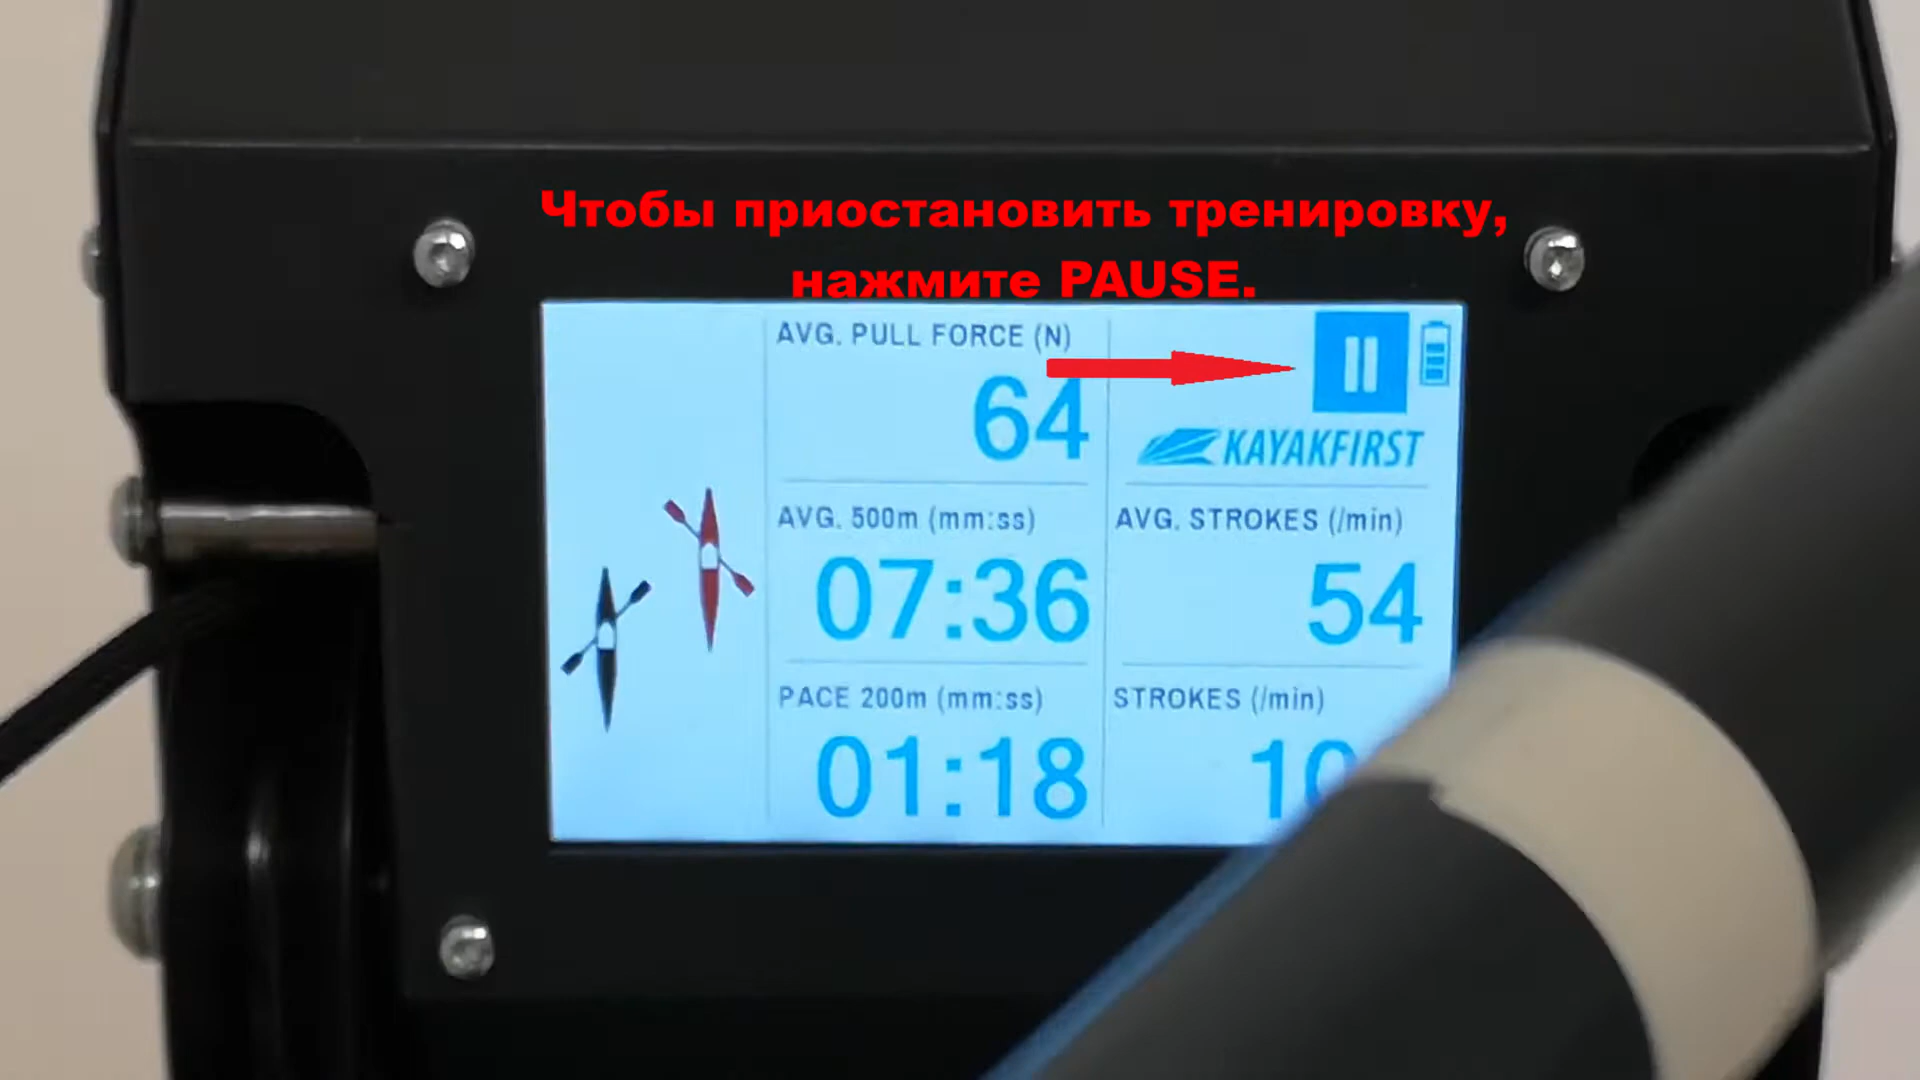 Чтобы приостановить тренировку,
нажмите PAUSE.
AVG. PULL FORCE (N)
64
KAYAKFIRST
AVG. 500m (mm:ss)
07:36
AVG. STROKES (/min)
54
PACE 200m (mm:ss)
01:18
STROKES (/min)